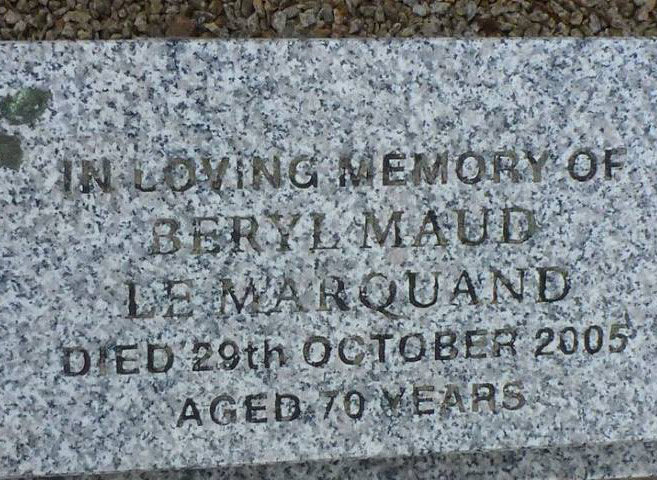 IN LOVING MEMORY OF
BERYL MAUD
LE MARQUAND
DIED 29th OCTOBER 2005
AGED 70 YEARS